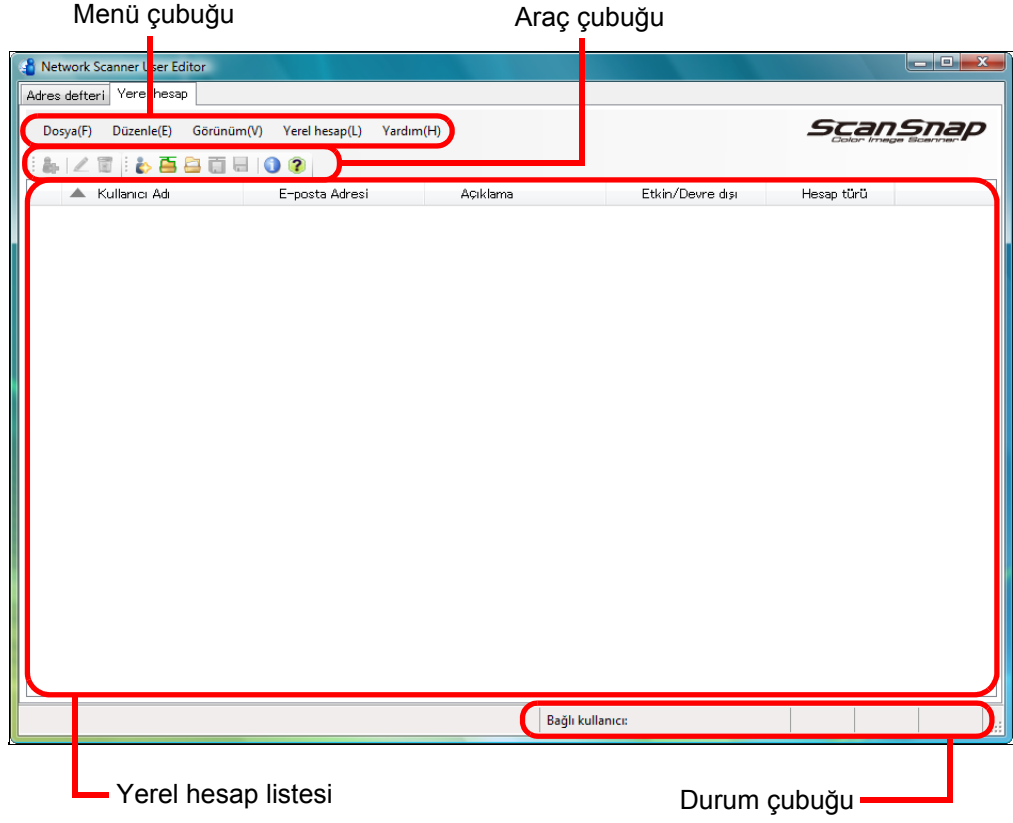 Menü çubuğu Araç çubuğu
Network Scanner User Editor
Adres defteri Yerel hesap
Dosya(F) Düzenle(E) Görünüm(V) Yerel hesap(L) Yardım(H)
ScanSnap
Color Image Scanner
Kullanıcı Adı E-posta Adresi Açıklama Etkin/Devre dışı Hesap türü
Bağlı kullanıcı:
Yerel hesap listesi Durum çubuğu